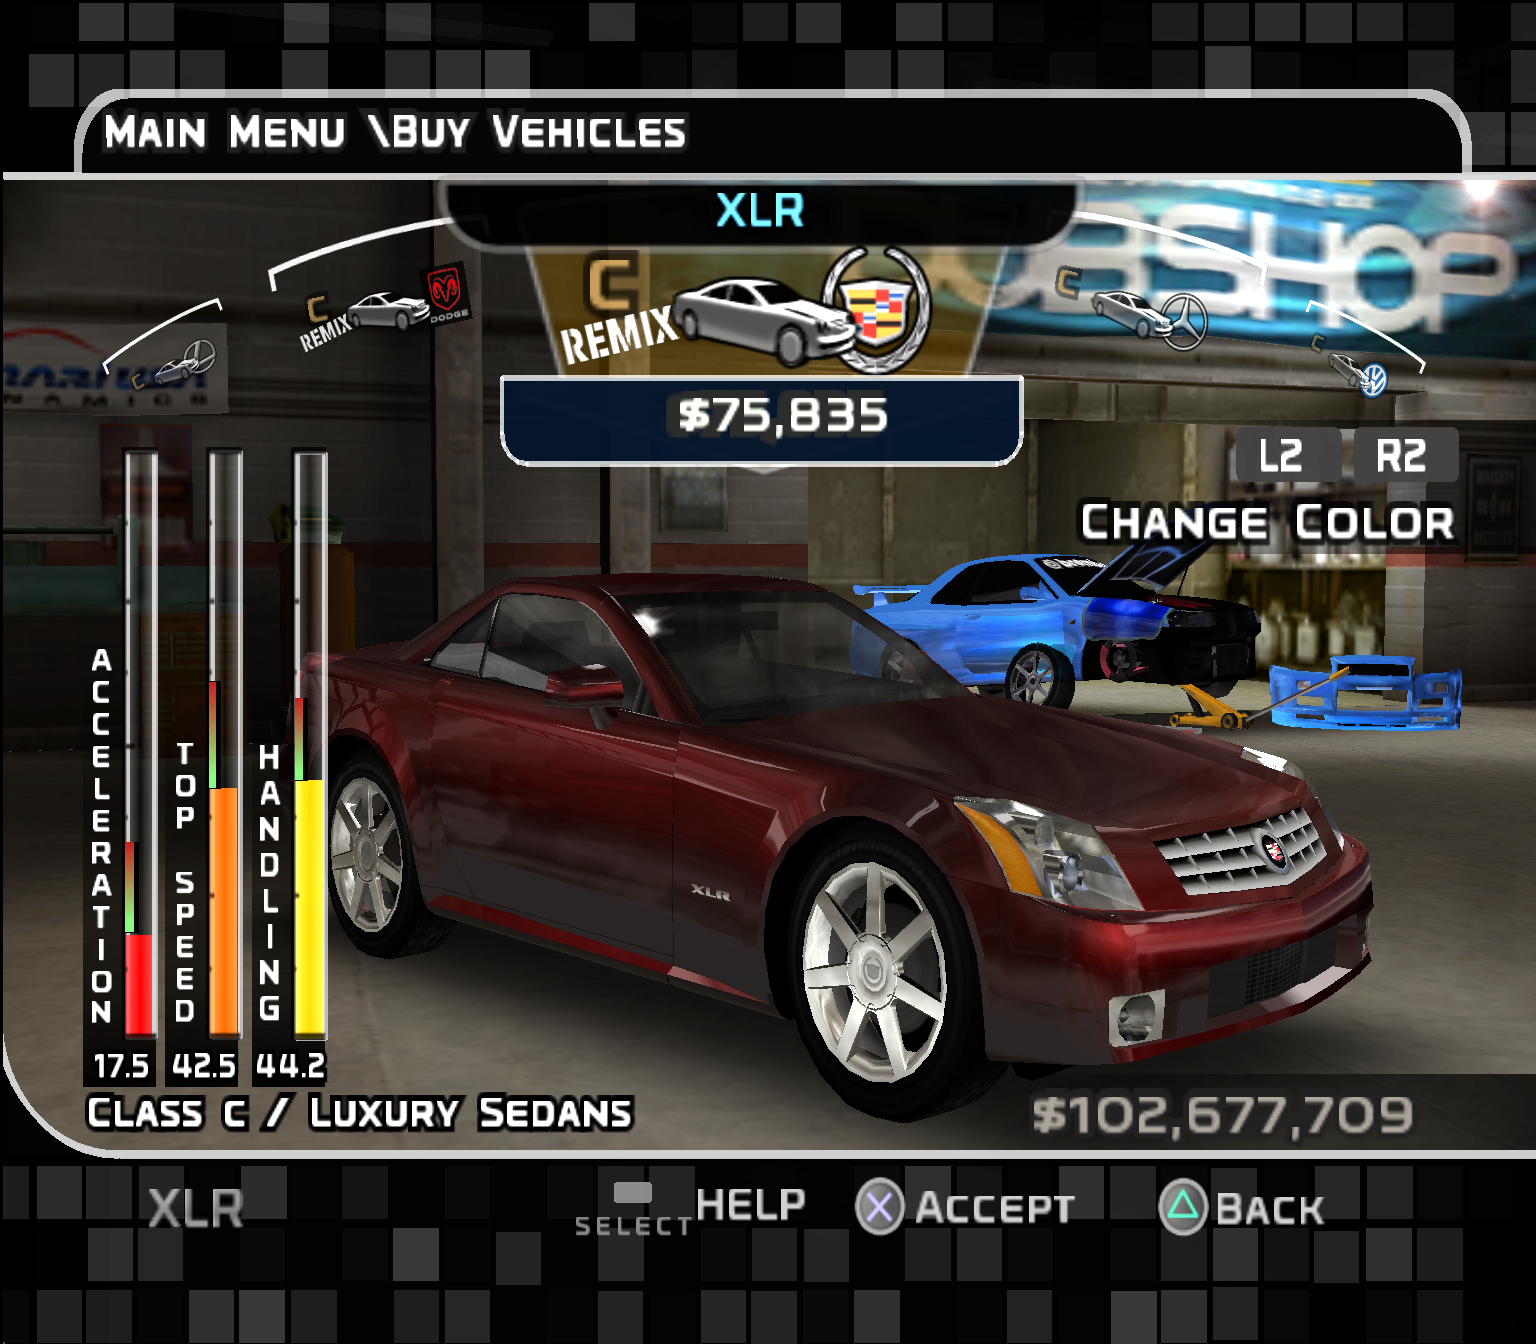 MAIN MENU \BUY VEHICLES
XLR
C
REMIX
DODGE
C
REMIX
C
C
C
$75,835
L2 R2
CHANGE COLOR
ACCELERATION
TOP SPEED
HANDLING
XLR
17.5 42.5 44.2
CLASS C / LUXURY SEDANS
$102,677,709
XLR
SELECT HELP ACCEPT BACK